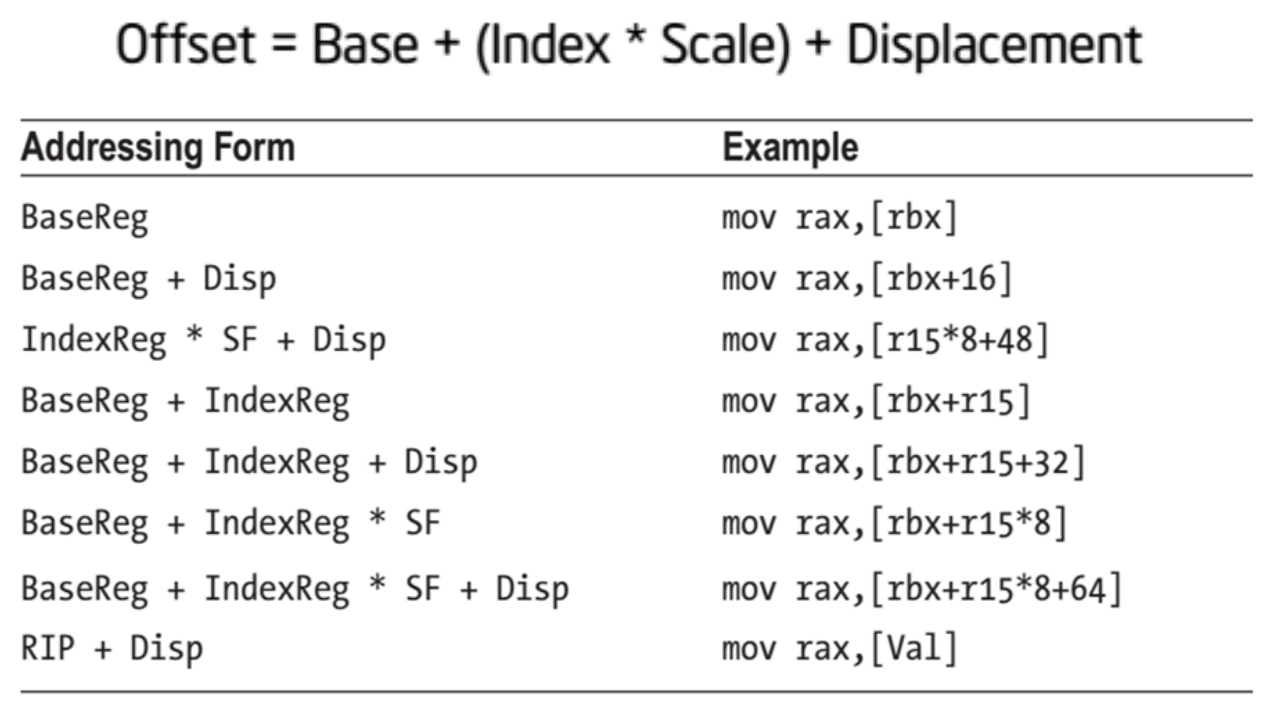 Offset = Base + (Index * Scale) + Displacement
Addressing Form Example
BaseReg mov rax,[rbx]
BaseReg + Disp mov rax,[rbx+16]
IndexReg * SF + Disp mov rax,[r15*8+48]
BaseReg + IndexReg mov rax,[rbx+r15]
BaseReg + IndexReg + Disp mov rax,[rbx+r15+32]
BaseReg + IndexReg * SF mov rax,[rbx+r15*8]
BaseReg + IndexReg * SF + Disp mov rax,[rbx+r15*8+64]
RIP + Disp mov rax,[Val]